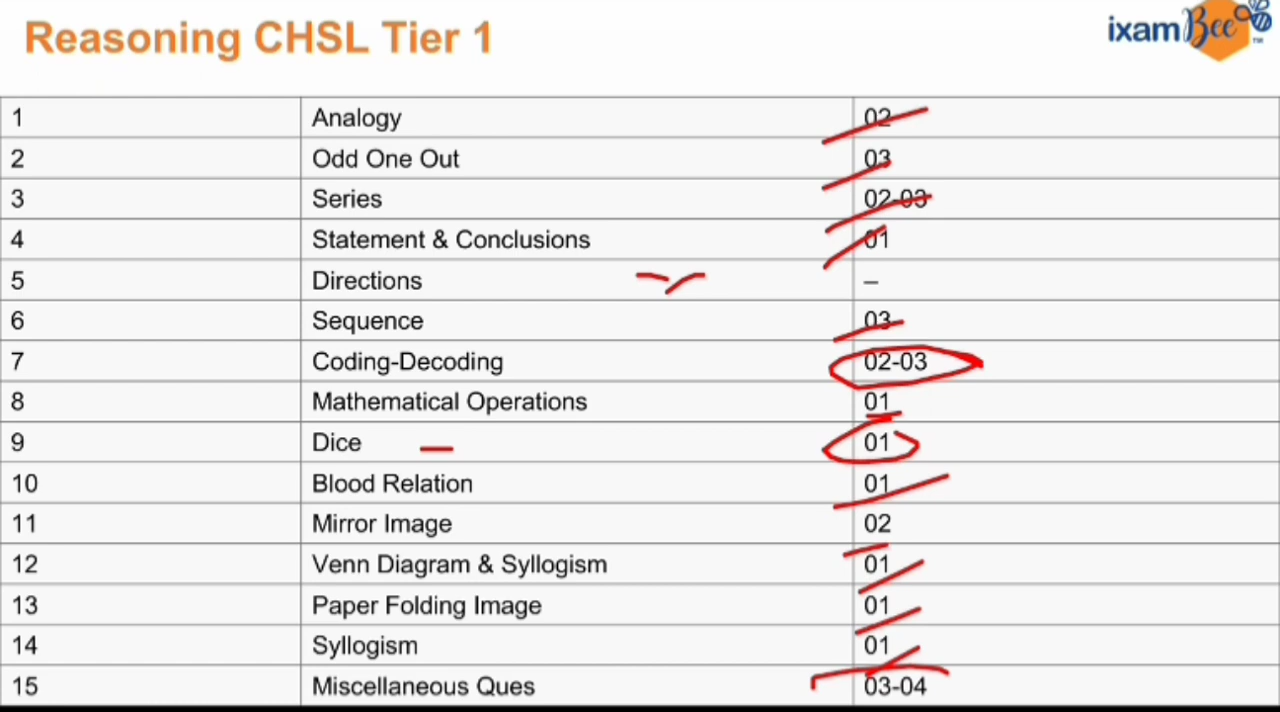 Reasoning CHSL Tier 1
ixamBee™
1 Analogy 02
2 Odd One Out 03
3 Series 02-03
4 Statement & Conclusions 01
5 Directions –
6 Sequence 03
7 Coding-Decoding 02-03
8 Mathematical Operations 01
9 Dice 01
10 Blood Relation 01
11 Mirror Image 02
12 Venn Diagram & Syllogism 01
13 Paper Folding Image 01
14 Syllogism 01
15 Miscellaneous Ques 03-04